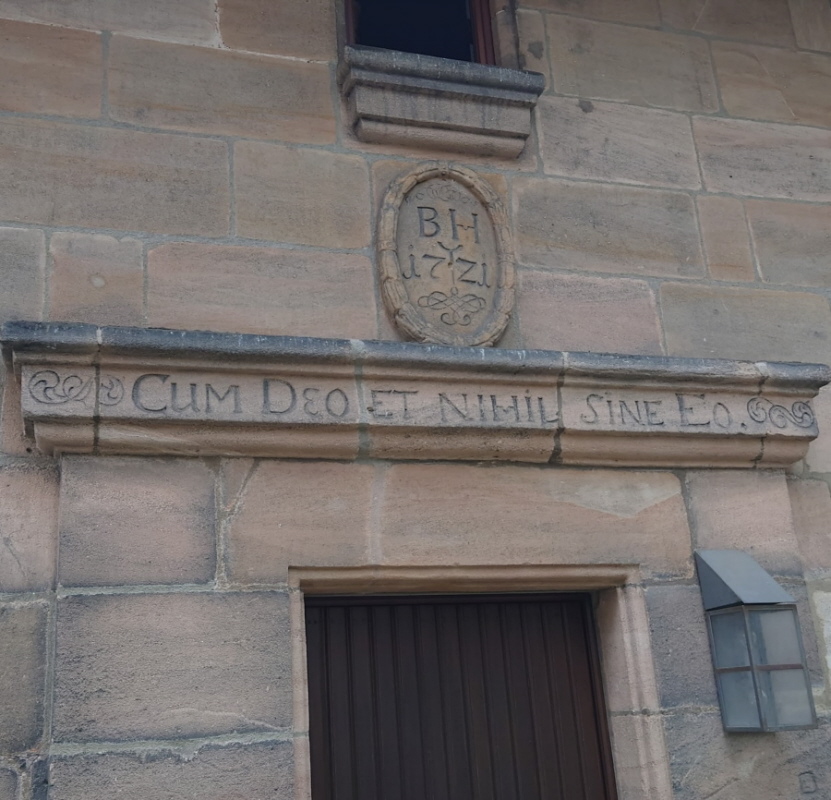 BH
1721
CUM DEO ET NIHIL SINE EO.